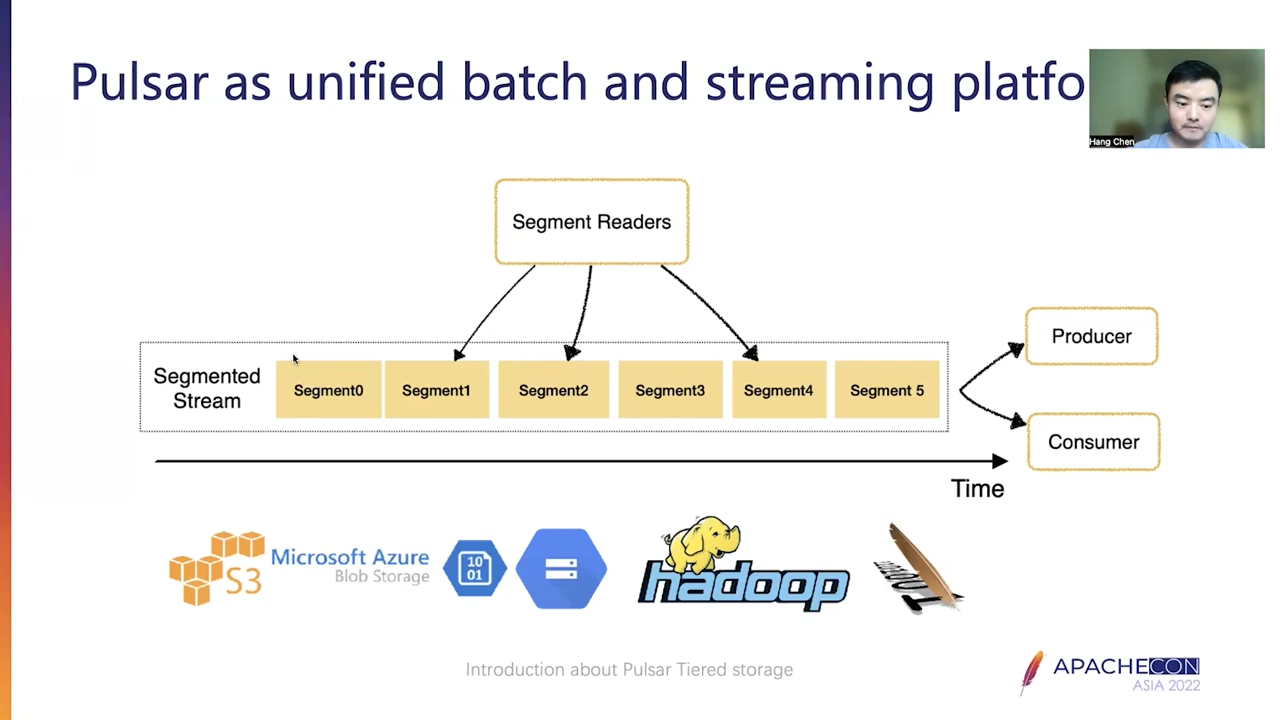 Pulsar as unified batch and streaming platfo
Hang Chen
Segment Readers
Segmented
Stream
Segment0
Segment1
Segment2
Segment3
Segment4
Segment 5
Producer
Consumer
Time
S3
Microsoft Azure
Blob Storage
10
01
hadoop
Introduction about Pulsar Tiered storage
APACHECON
ASIA 2022